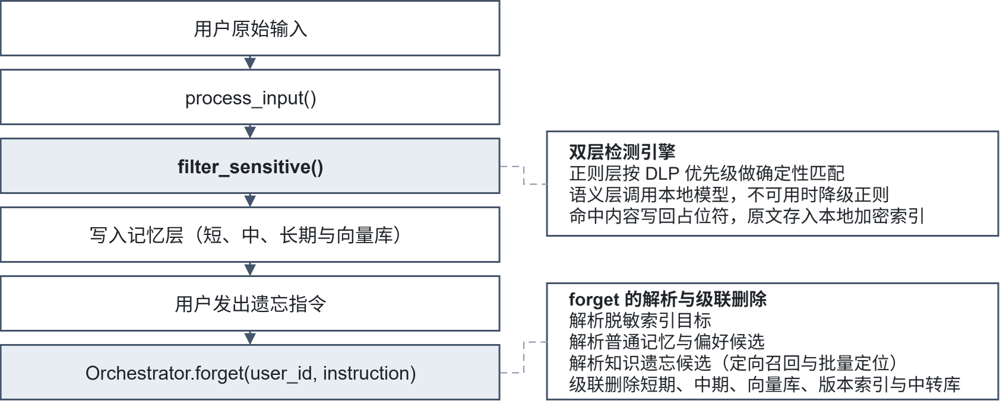 用户原始输入
process_input()
filter_sensitive()
写入记忆层（短、中、长期与向量库）
用户发出遗忘指令
Orchestrator.forget(user_id, instruction)
双层检测引擎
正则层按 DLP 优先级做确定性匹配
语义层调用本地模型，不可用时降级正则
命中内容写回占位符，原文存入本地加密索引
forget 的解析与级联删除
解析脱敏索引目标
解析普通记忆与偏好候选
解析知识遗忘候选（定向召回与批量定位）
级联删除短期、中期、向量库、版本索引与中转库